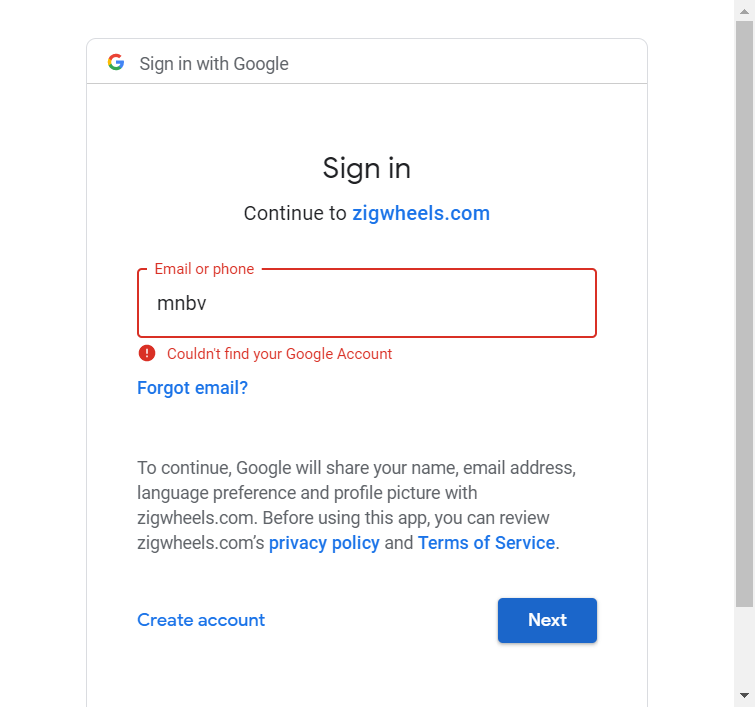 Sign in with Google
Sign in
Continue to zigwheels.com
Email or phone
mnbv
Couldn't find your Google Account
Forgot email?
To continue, Google will share your name, email address,
language preference and profile picture with
zigwheels.com. Before using this app, you can review
zigwheels.com’s privacy policy and Terms of Service.
Create account
Next